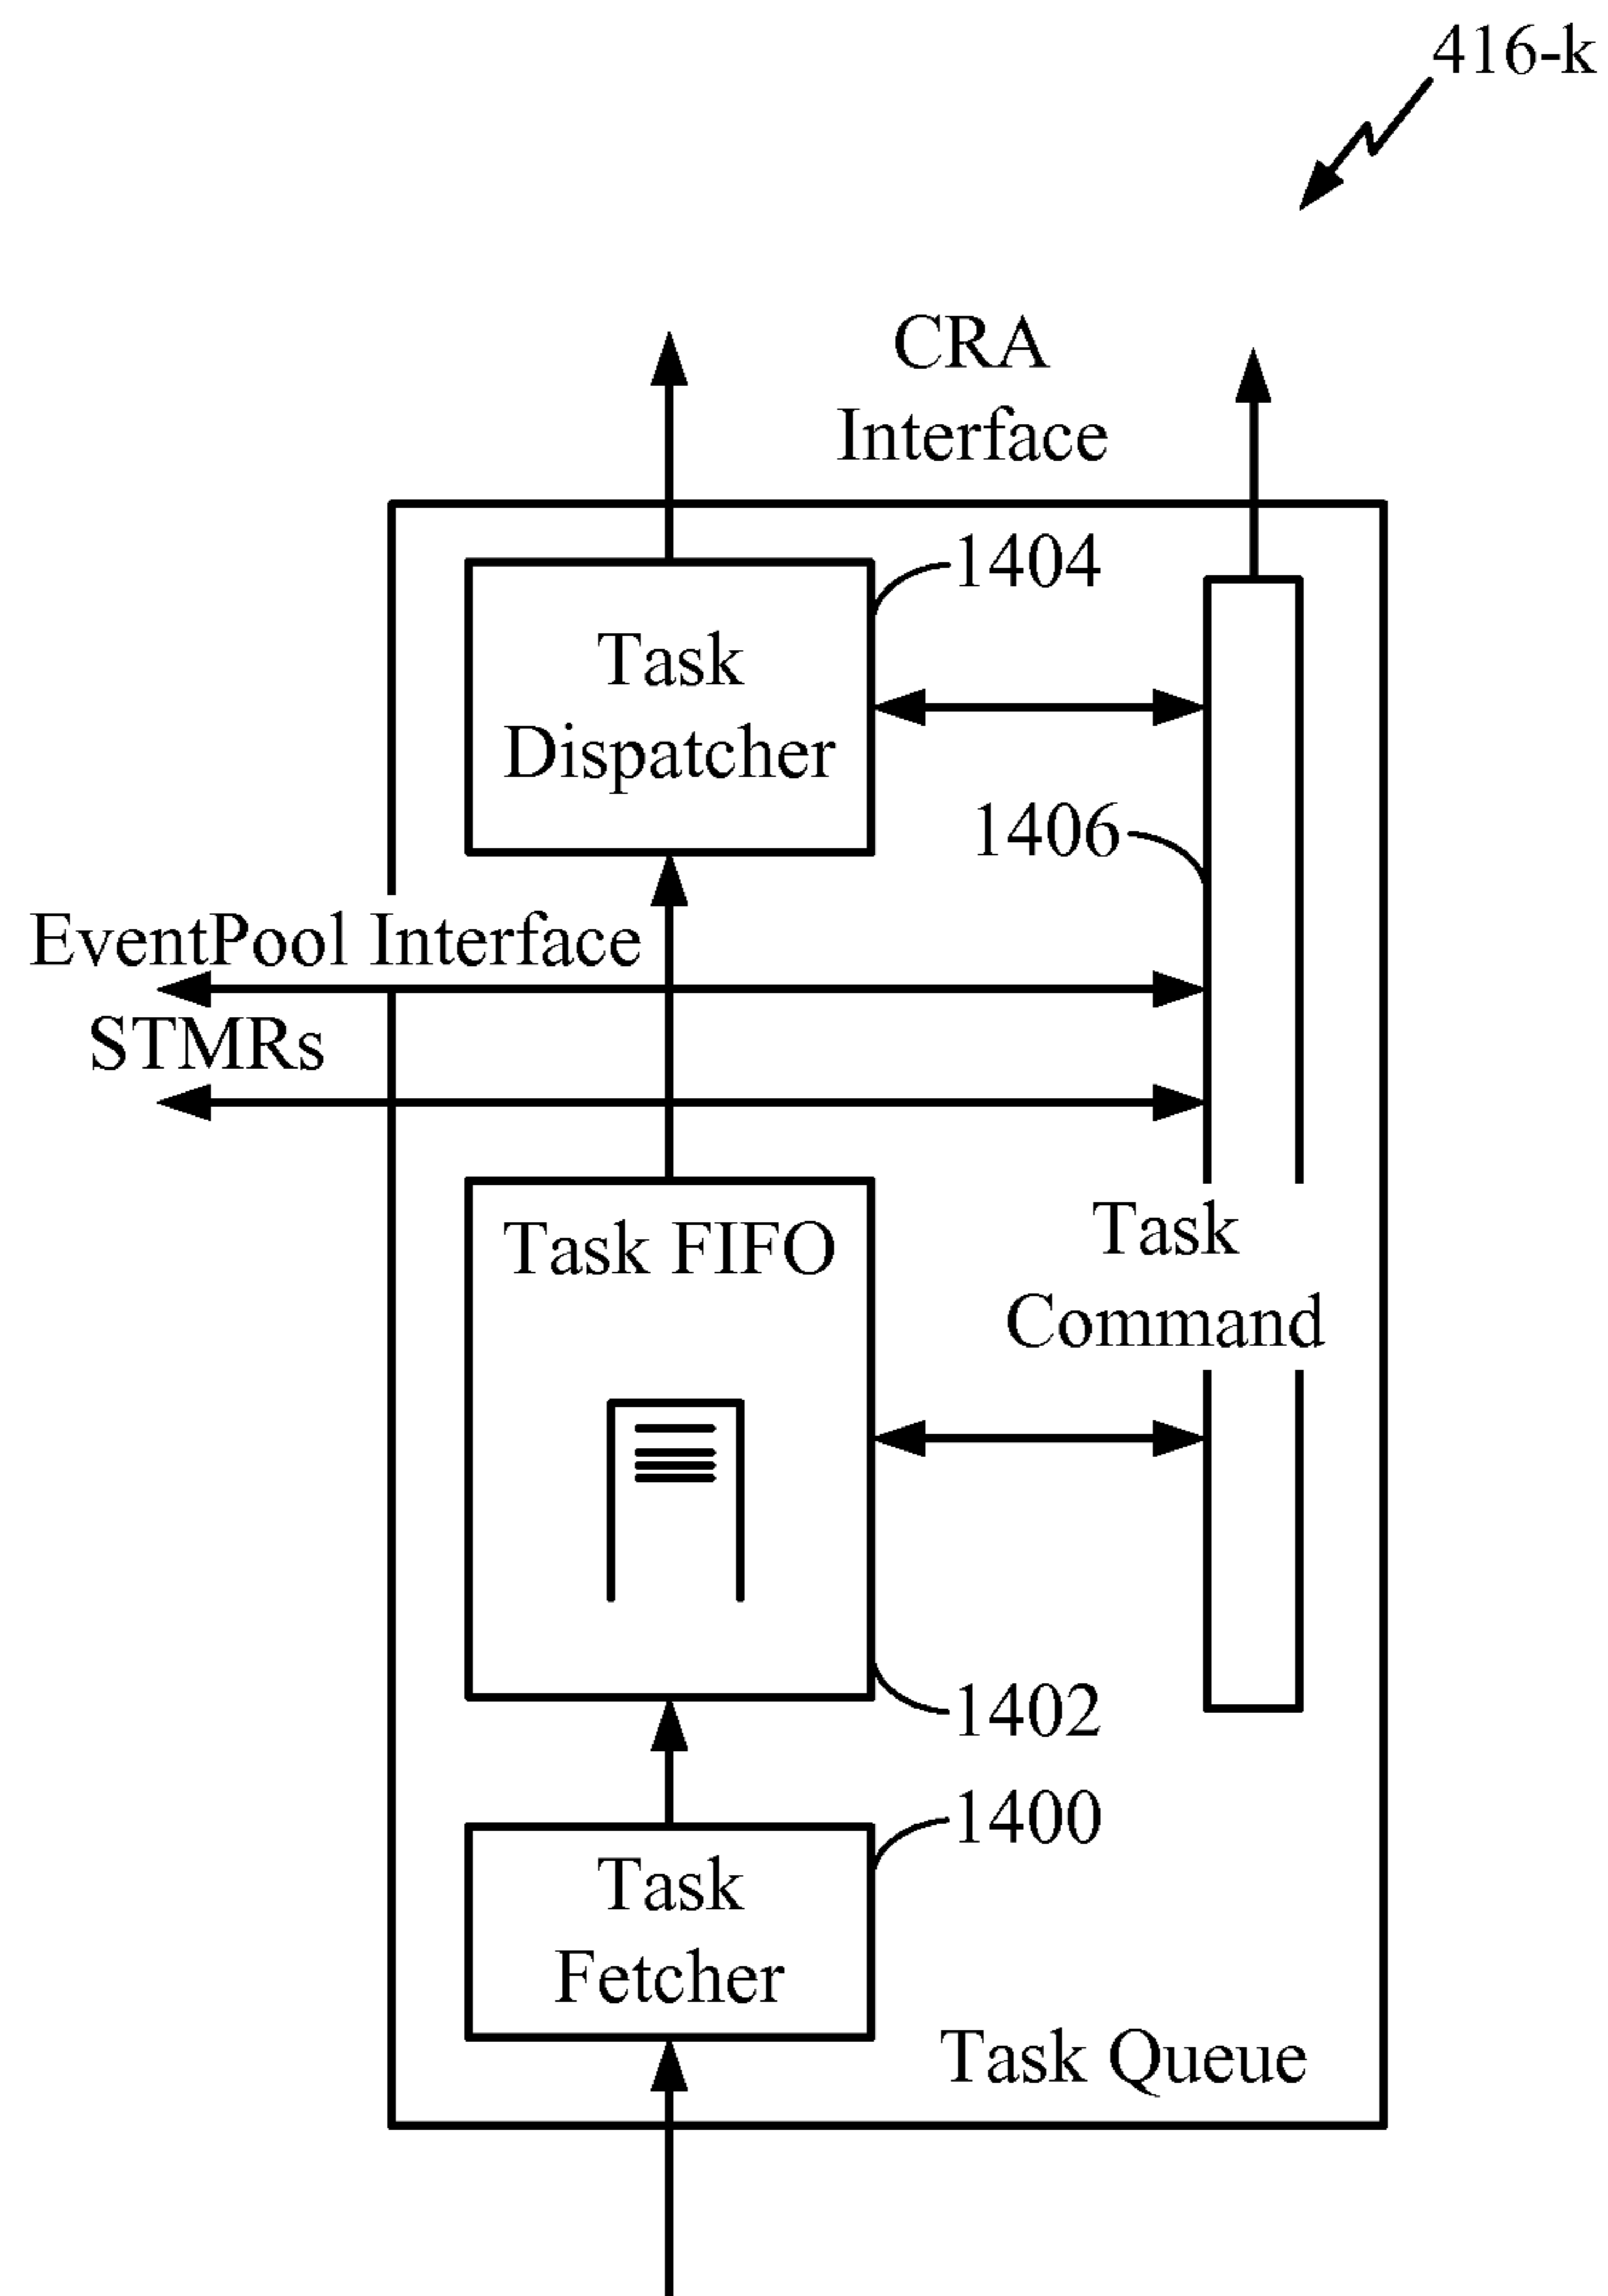 416-k
CRA
Interface
1404
Task
Dispatcher
1406
EventPool Interface
STMRs
Task FIFO
Task
Command
1402
1400
Task
Fetcher
Task Queue